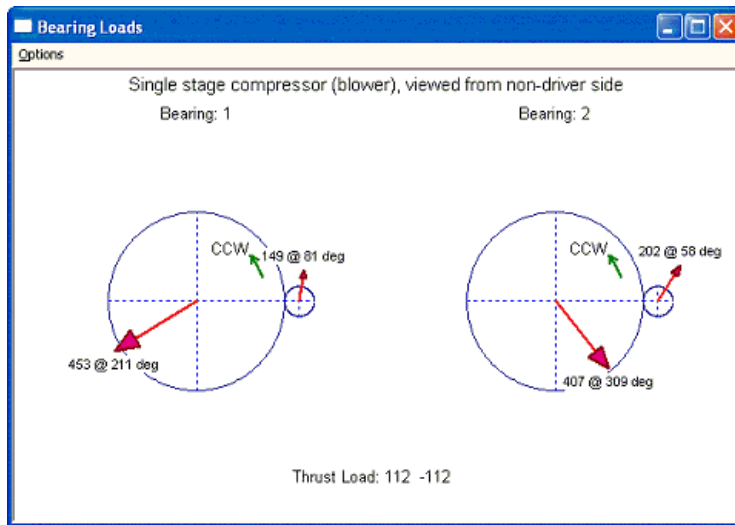 Bearing Loads
Options
Single stage compressor (blower), viewed from non-driver side
Bearing: 1
Bearing: 2
CCW
149 @ 81 deg
453 @ 211 deg
CCW
202 @ 58 deg
407 @ 309 deg
Thrust Load: 112 -112